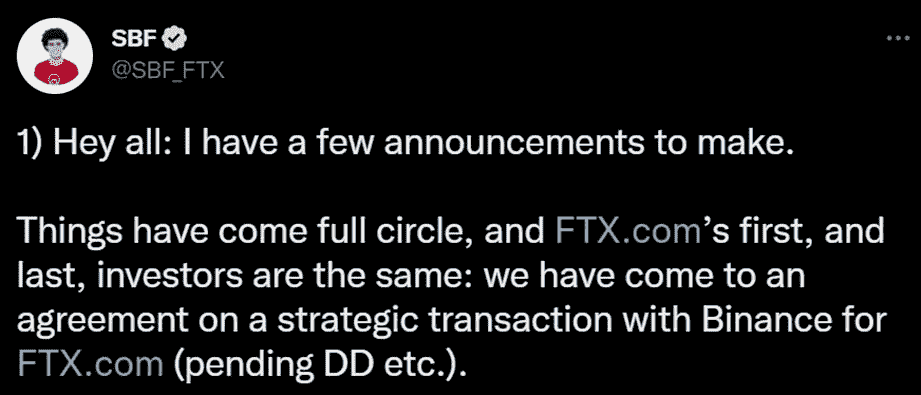 SBF
@SBF_FTX
1) Hey all: I have a few announcements to make.
Things have come full circle, and FTX.com’s first, and
last, investors are the same: we have come to an
agreement on a strategic transaction with Binance for
FTX.com (pending DD etc.).